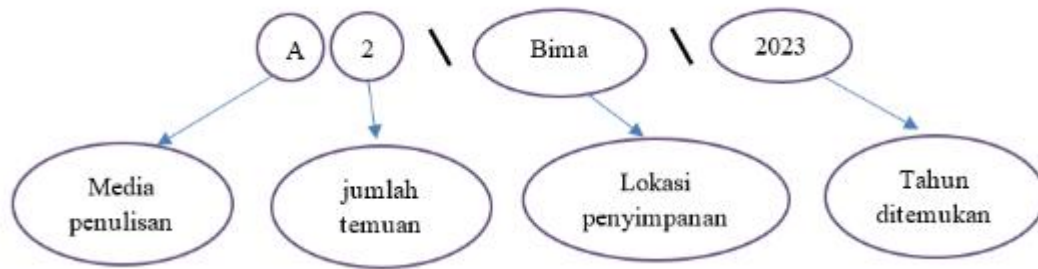 A 2 \ Bima \ 2023
Media penulisan
jumlah temuan
Lokasi penyimpanan
Tahun ditemukan